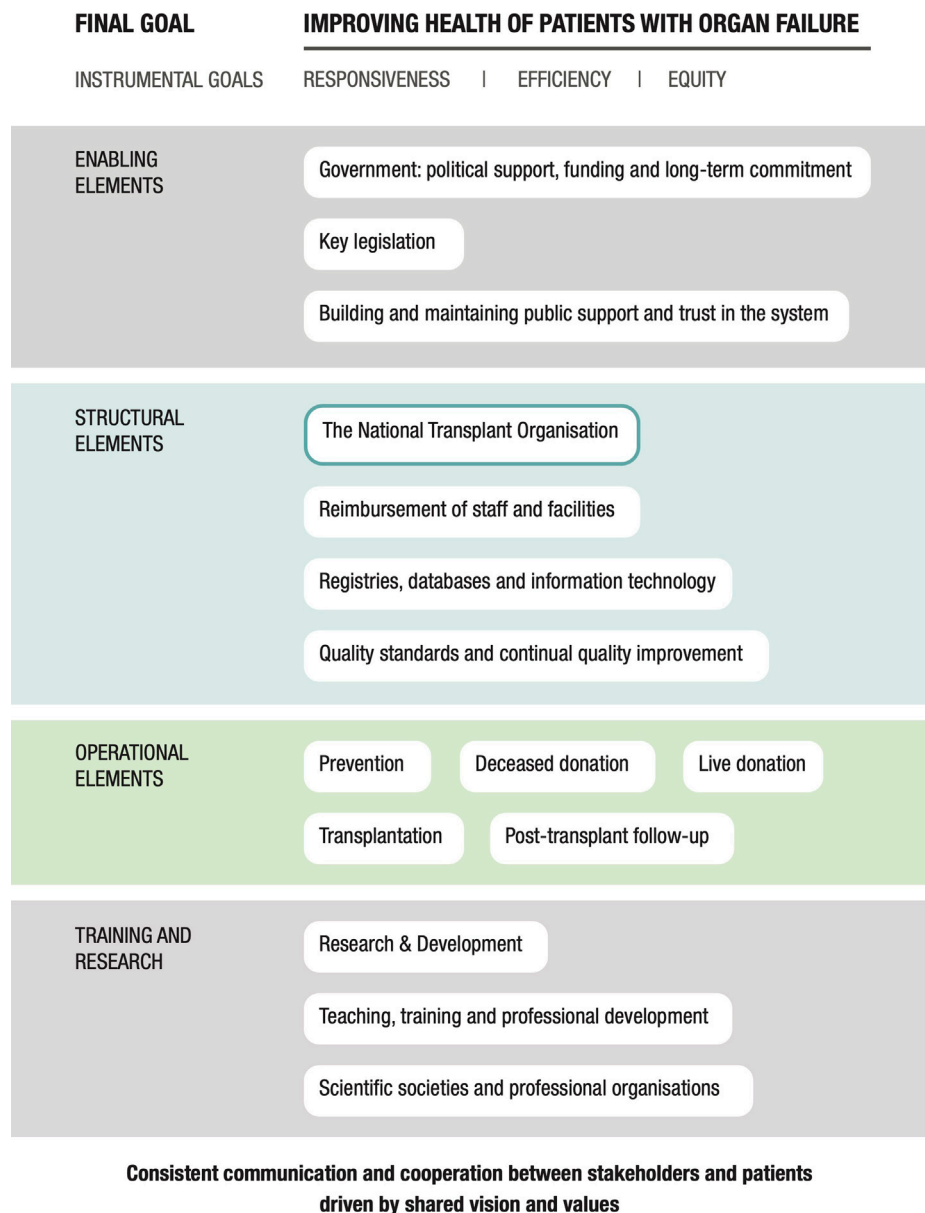 FINAL GOAL IMPROVING HEALTH OF PATIENTS WITH ORGAN FAILURE
INSTRUMENTAL GOALS RESPONSIVENESS | EFFICIENCY | EQUITY
ENABLING
ELEMENTS
Government: political support, funding and long-term commitment
Key legislation
Building and maintaining public support and trust in the system
STRUCTURAL
ELEMENTS
The National Transplant Organisation
Reimbursement of staff and facilities
Registries, databases and information technology
Quality standards and continual quality improvement
OPERATIONAL
ELEMENTS
Prevention Deceased donation Live donation
Transplantation Post-transplant follow-up
TRAINING AND
RESEARCH
Research & Development
Teaching, training and professional development
Scientific societies and professional organisations
Consistent communication and cooperation between stakeholders and patients
driven by shared vision and values